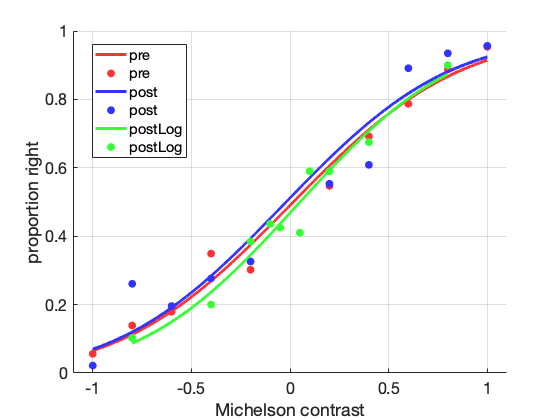 1
0.8
0.6
0.4
0.2
0
proportion right
pre
pre
post
post
postLog
postLog
-1
-0.5
0
0.5
1
Michelson contrast